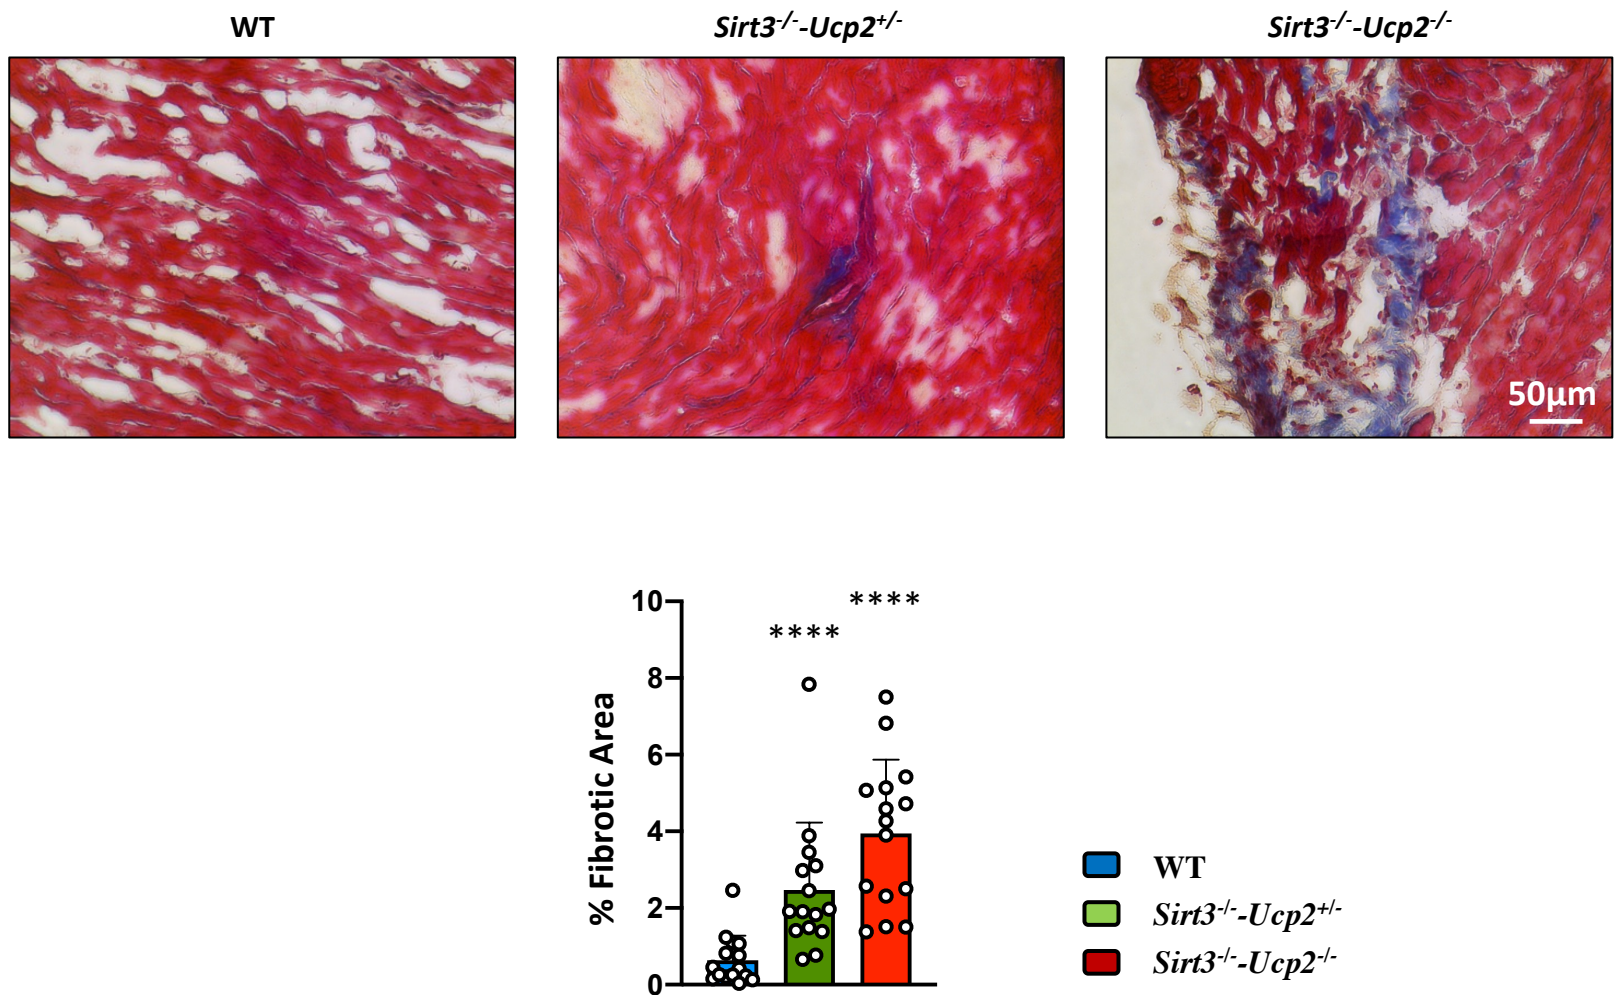 WT
Sirt3-/--Ucp2+/-
Sirt3-/--Ucp2-/-
50µm
% Fibrotic Area
10
8
6
4
2
0
****
****
WT
Sirt3-/--Ucp2+/-
Sirt3-/--Ucp2-/-